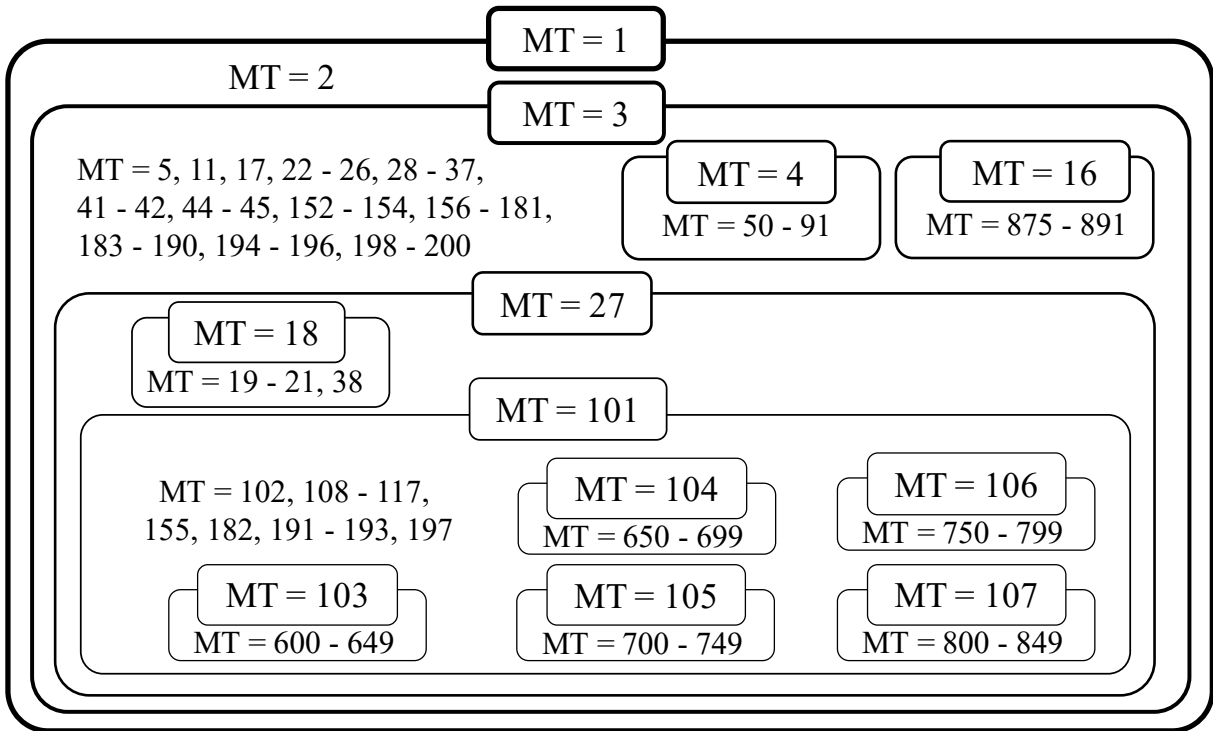 MT = 1
MT = 2
MT = 3
MT = 5, 11, 17, 22 - 26, 28 - 37,
41 - 42, 44 - 45, 152 - 154, 156 - 181,
183 - 190, 194 - 196, 198 - 200
MT = 4
MT = 50 - 91
MT = 16
MT = 875 - 891
MT = 27
MT = 18
MT = 19 - 21, 38
MT = 101
MT = 102, 108 - 117,
155, 182, 191 - 193, 197
MT = 104
MT = 650 - 699
MT = 106
MT = 750 - 799
MT = 103
MT = 600 - 649
MT = 105
MT = 700 - 749
MT = 107
MT = 800 - 849